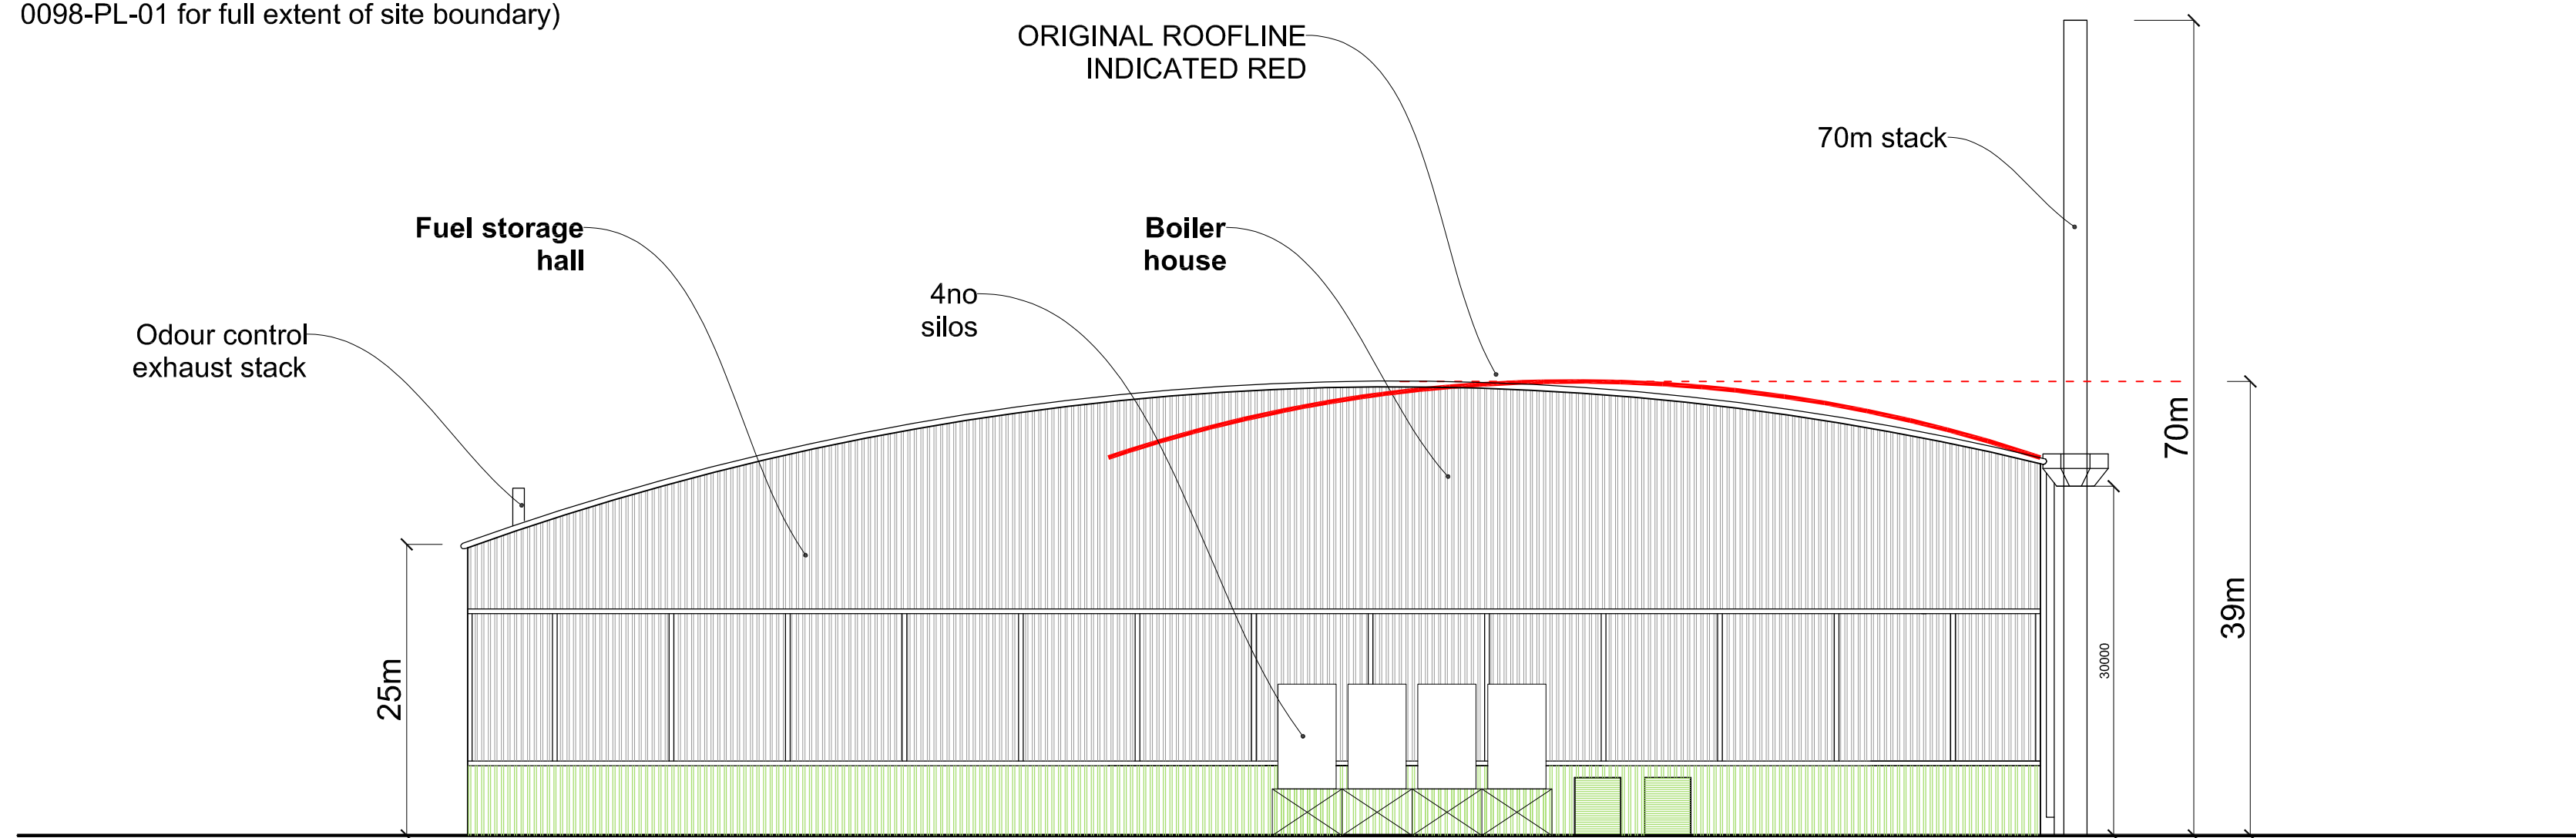 0098-PL-01 for full extent of site boundary)
ORIGINAL ROOFLINE
INDICATED RED
70m stack
Fuel storage
hall
Boiler
house
4no
silos
Odour control
exhaust stack
25m
30000
70m
39m